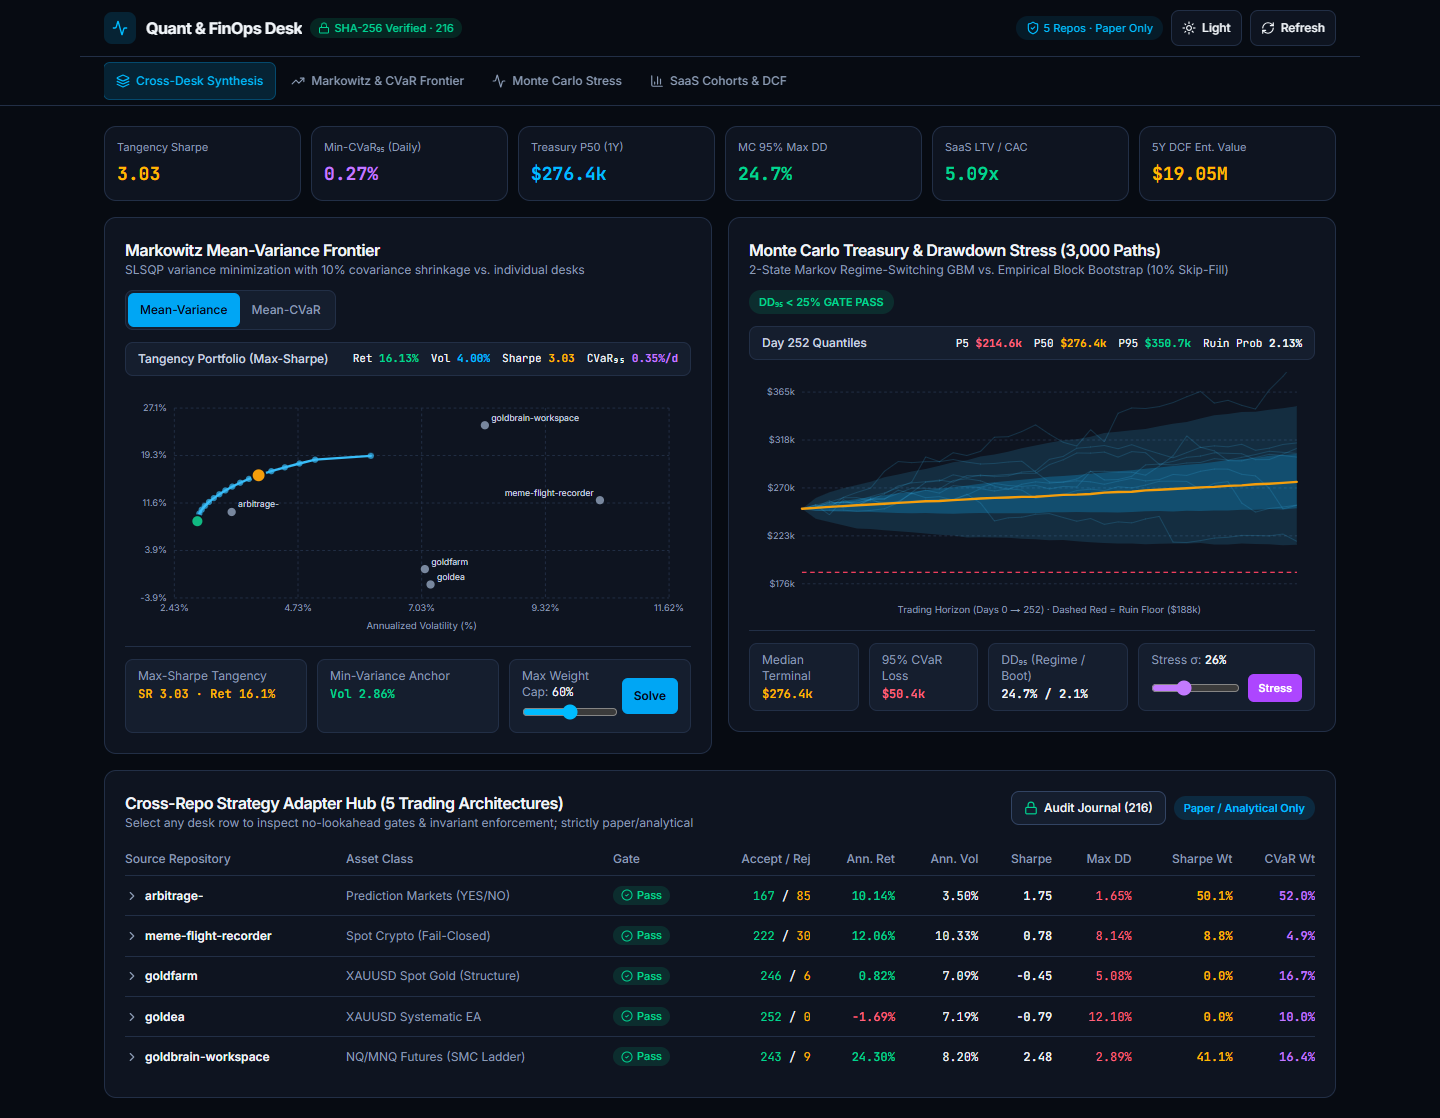 Quant & FinOps Desk
SHA-256 Verified · 216
5 Repos · Paper Only
Light
Refresh
Cross-Desk Synthesis
Markowitz & CVaR Frontier
Monte Carlo Stress
SaaS Cohorts & DCF
Tangency Sharpe
3.03
Min-CVaR₉₅ (Daily)
0.27%
Treasury P50 (1Y)
$276.4k
MC 95% Max DD
24.7%
SaaS LTV / CAC
5.09x
5Y DCF Ent. Value
$19.05M
Markowitz Mean-Variance Frontier
SLSQP variance minimization with 10% covariance shrinkage vs. individual desks
Mean-Variance
Mean-CVaR
Tangency Portfolio (Max-Sharpe) Ret 16.13% Vol 4.00% Sharpe 3.03 CVaR₉₅ 0.35%/d
27.1%
19.3%
11.6%
3.9%
-3.9%
goldbrain-workspace
meme-flight-recorder
arbitrage-
goldfarm
goldea
2.43% 4.73% 7.03% 9.32% 11.62%
Annualized Volatility (%)
Max-Sharpe Tangency
SR 3.03 · Ret 16.1%
Min-Variance Anchor
Vol 2.86%
Max Weight
Cap: 60%
Solve
Monte Carlo Treasury & Drawdown Stress (3,000 Paths)
2-State Markov Regime-Switching GBM vs. Empirical Block Bootstrap (10% Skip-Fill)
DD₉₅ < 25% GATE PASS
Day 252 Quantiles P5 $214.6k P50 $276.4k P95 $350.7k Ruin Prob 2.13%
$365k
$318k
$270k
$223k
$176k
Trading Horizon (Days 0 → 252) · Dashed Red = Ruin Floor ($188k)
Median
Terminal
$276.4k
95% CVaR
Loss
$50.4k
DD₉₅ (Regime /
Boot)
24.7% / 2.1%
Stress σ: 26%
Stress
Cross-Repo Strategy Adapter Hub (5 Trading Architectures)
Select any desk row to inspect no-lookahead gates & invariant enforcement; strictly paper/analytical
Audit Journal (216)
Paper / Analytical Only
Source Repository Asset Class Gate Accept / Rej Ann. Ret Ann. Vol Sharpe Max DD Sharpe Wt CVaR Wt
arbitrage- Prediction Markets (YES/NO) Pass 167 / 85 10.14% 3.50% 1.75 1.65% 50.1% 52.0%
meme-flight-recorder Spot Crypto (Fail-Closed) Pass 222 / 30 12.06% 10.33% 0.78 8.14% 8.8% 4.9%
goldfarm XAUUSD Spot Gold (Structure) Pass 246 / 6 0.82% 7.09% -0.45 5.08% 0.0% 16.7%
goldea XAUUSD Systematic EA Pass 252 / 0 -1.69% 7.19% -0.79 12.10% 0.0% 10.0%
goldbrain-workspace NQ/MNQ Futures (SMC Ladder) Pass 243 / 9 24.30% 8.20% 2.48 2.89% 41.1% 16.4%